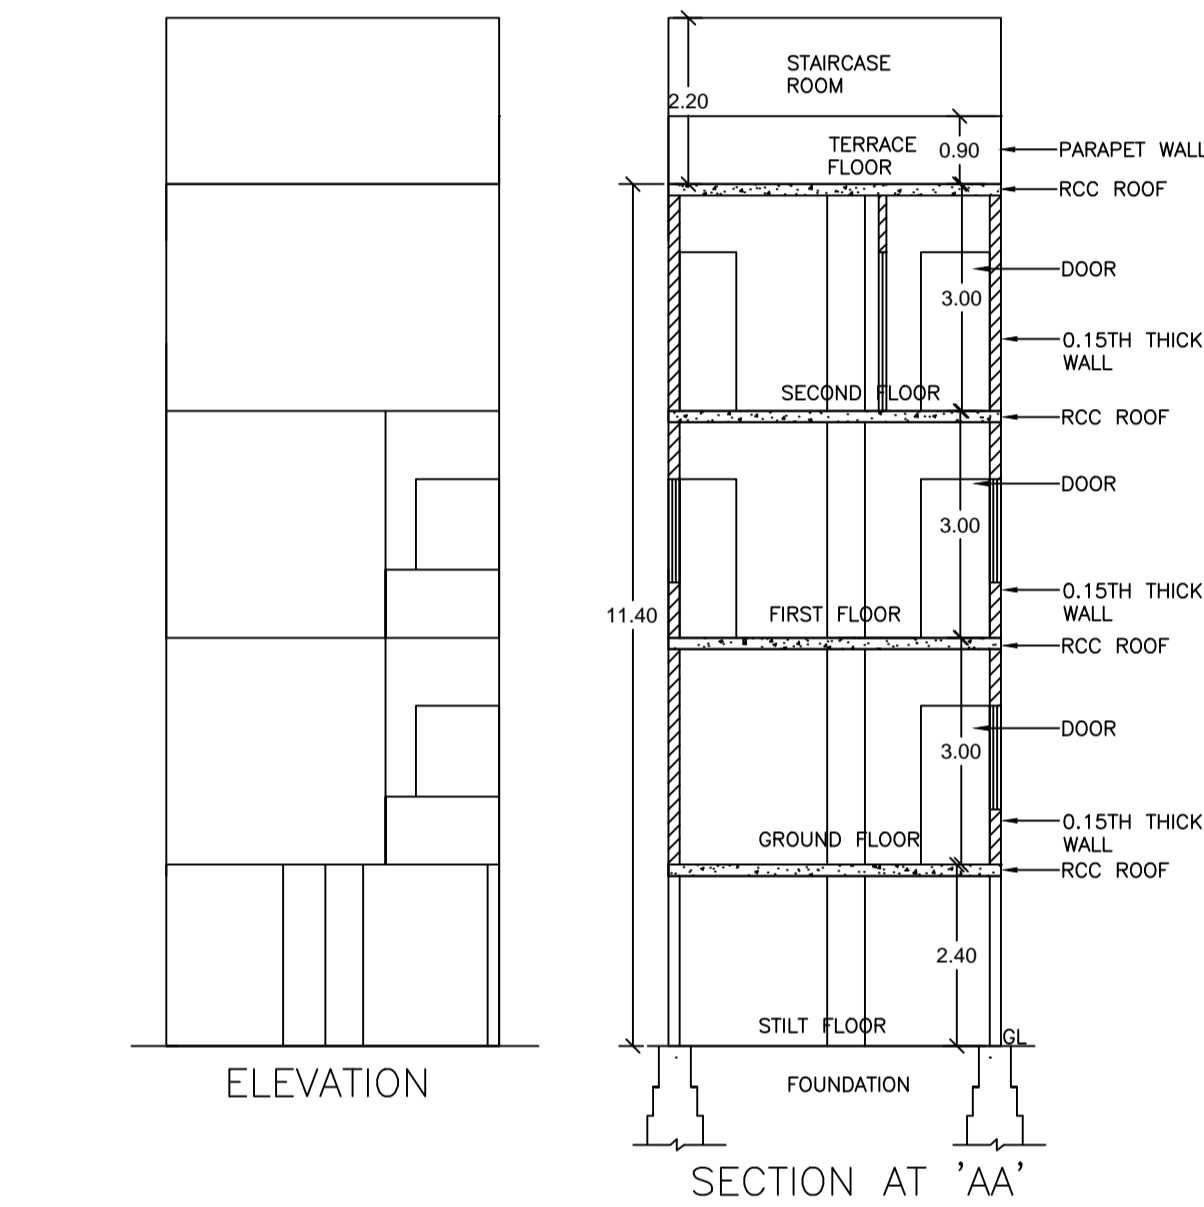 STAIRCASE
ROOM
2.20
TERRACE
FLOOR
0.90
PARAPET WALL
RCC ROOF
DOOR
3.00
0.15TH THICK
WALL
SECOND FLOOR
RCC ROOF
DOOR
3.00
0.15TH THICK
WALL
11.40
FIRST FLOOR
RCC ROOF
DOOR
3.00
0.15TH THICK
WALL
GROUND FLOOR
RCC ROOF
2.40
STILT FLOOR
GL
FOUNDATION
ELEVATION
SECTION AT 'AA'